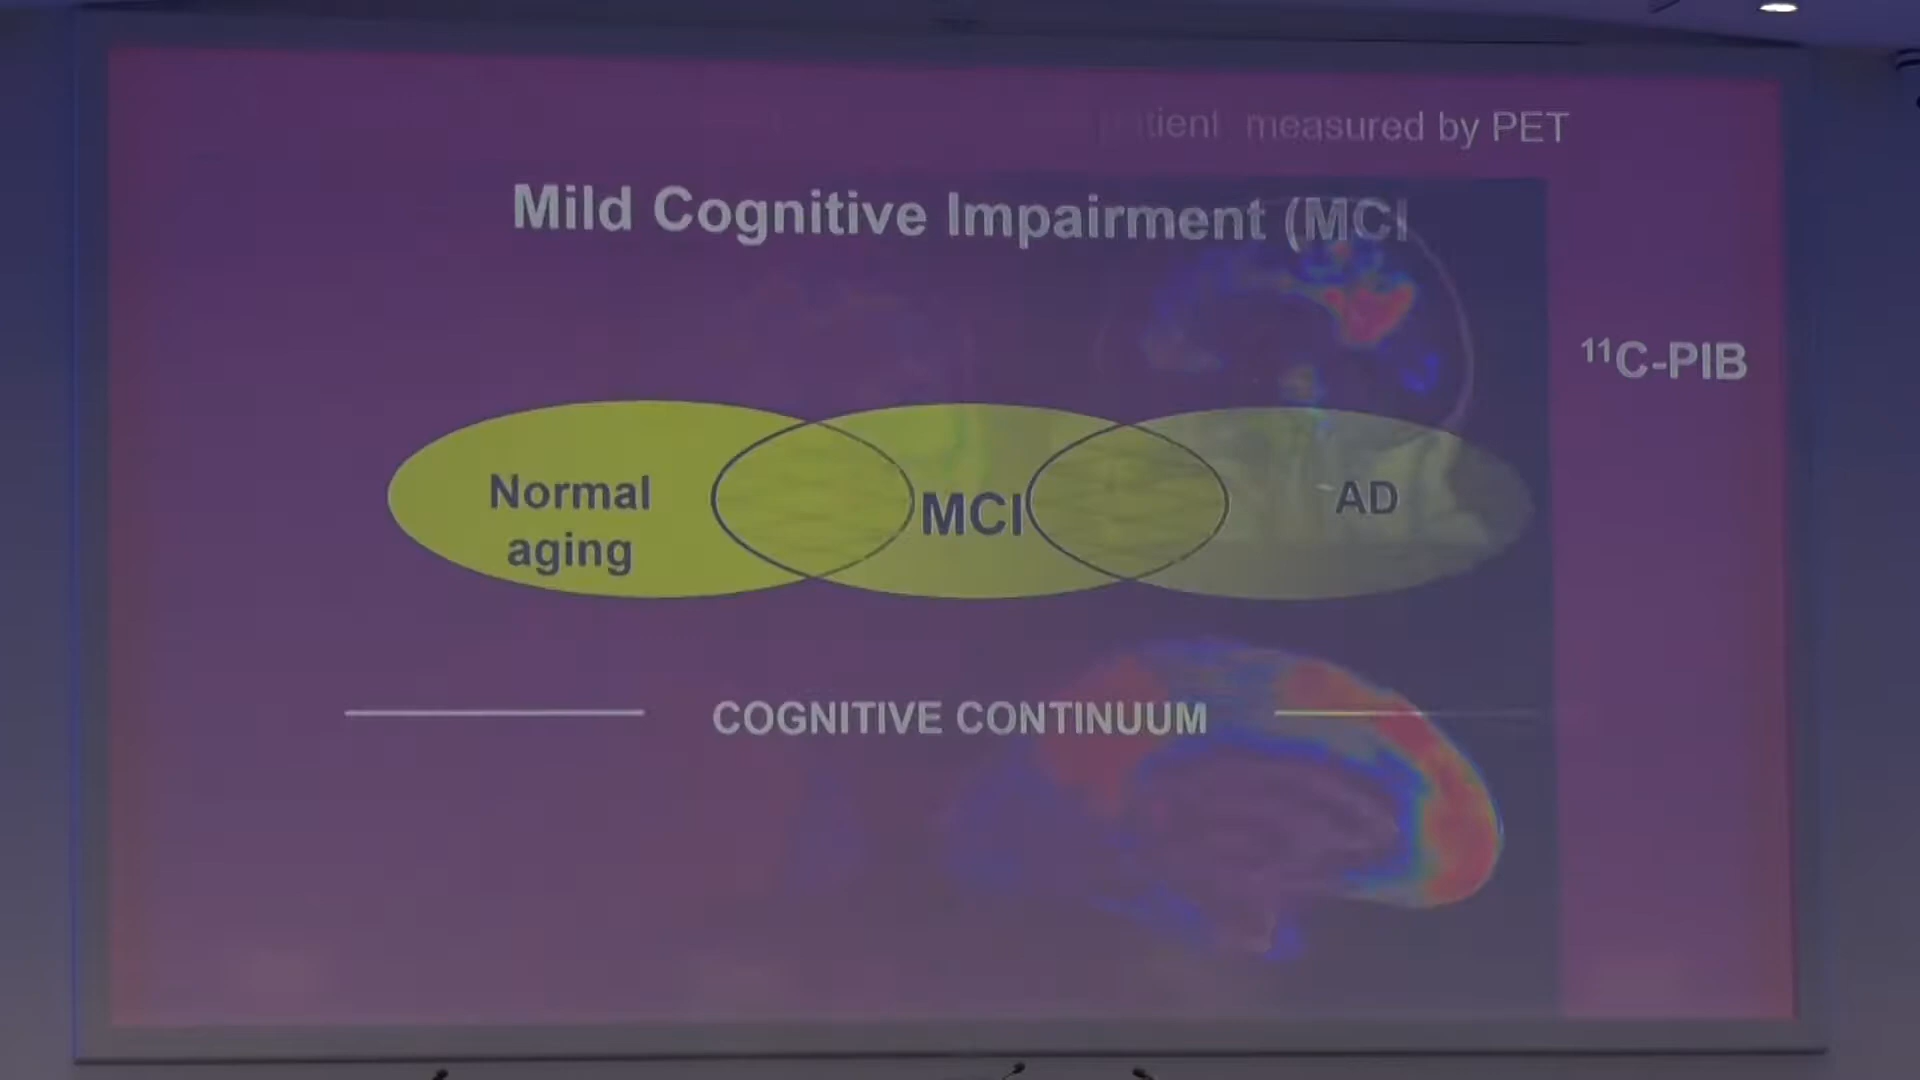 measured by PET
Mild Cognitive Impairment (MCI
¹¹C-PIB
Normal
aging
MCI
AD
COGNITIVE CONTINUUM